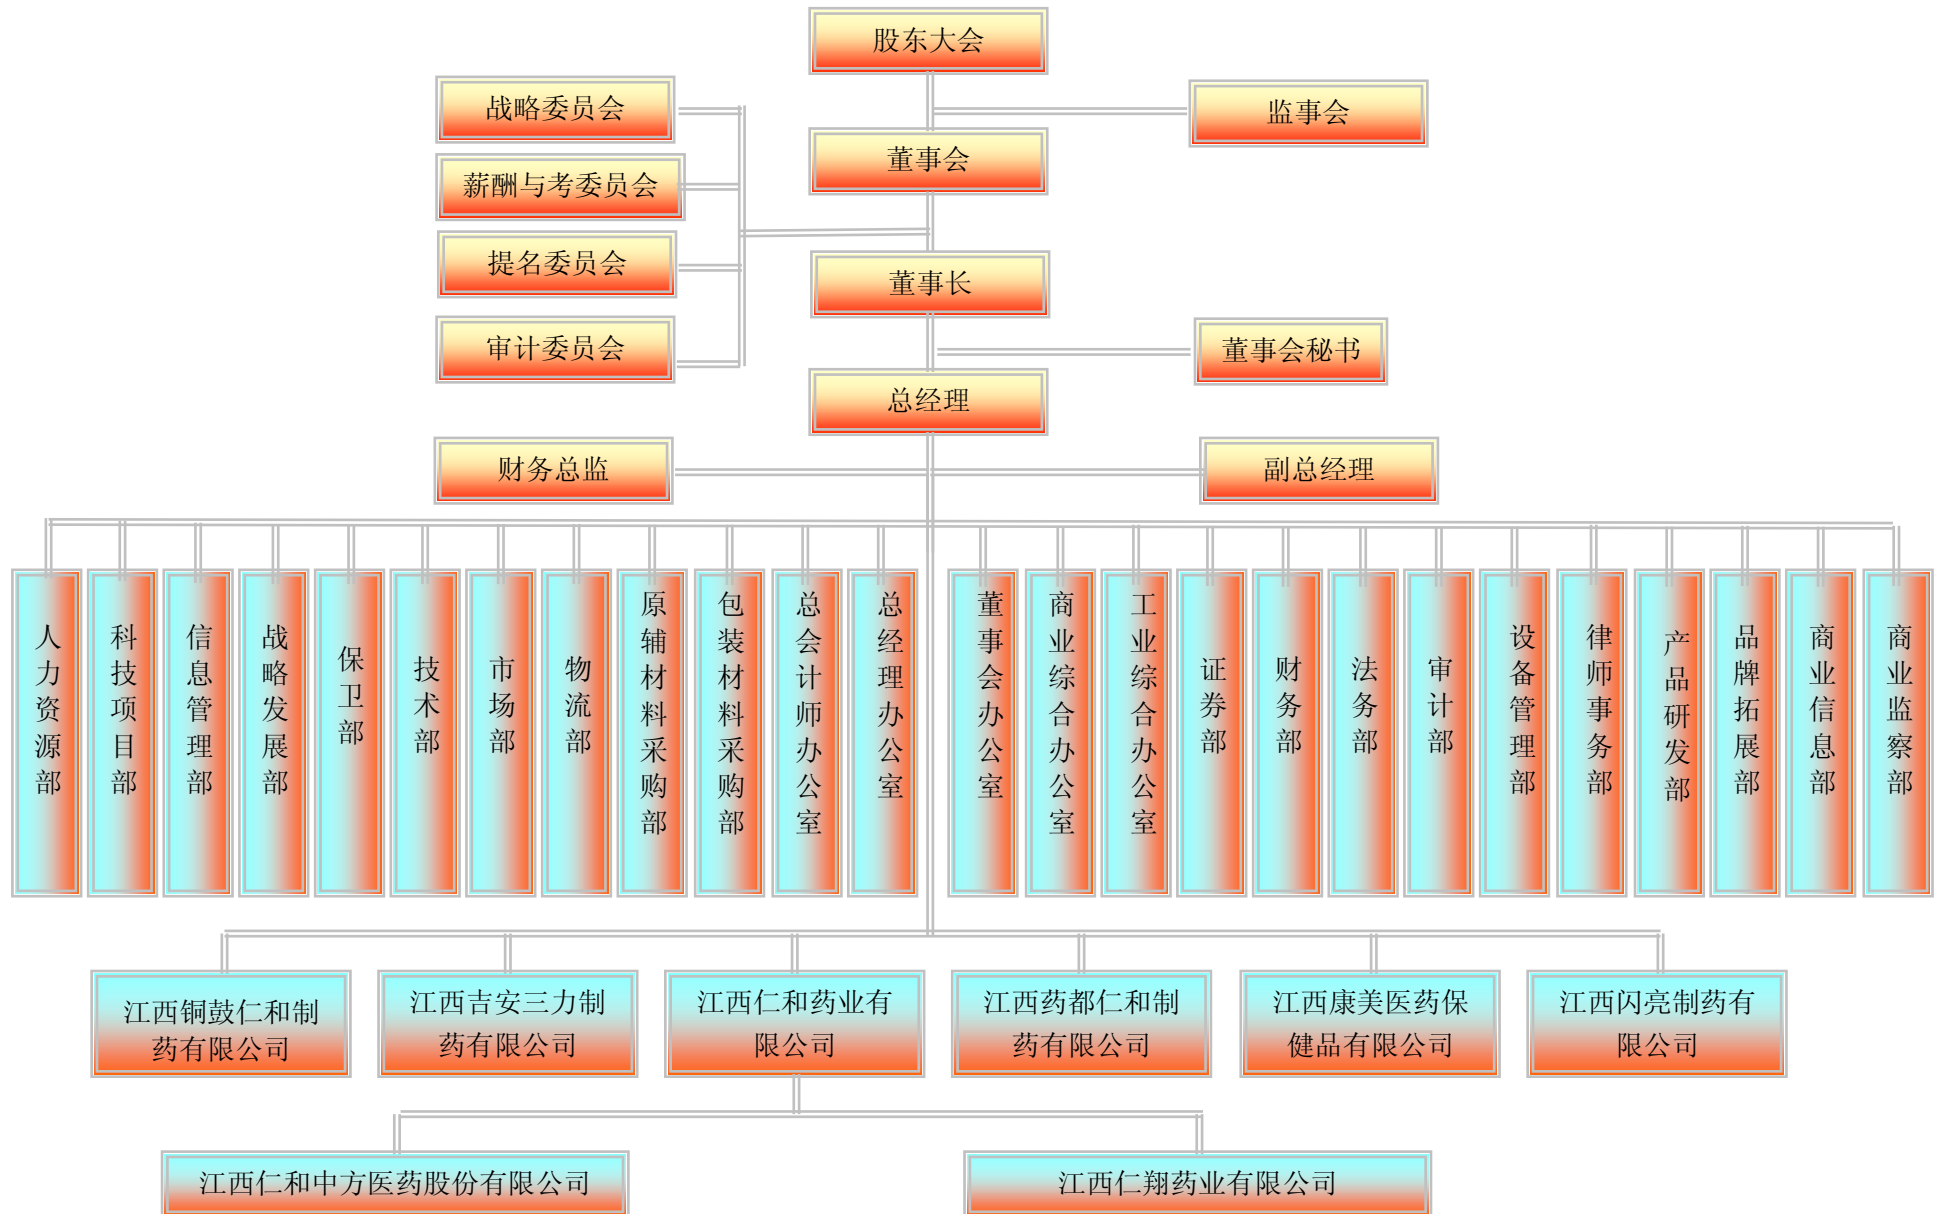 股东大会
战略委员会
监事会
董事会
薪酬与考委员会
提名委员会
董事长
审计委员会
董事会秘书
总经理
财务总监
副总经理
人力资源部
科技项目部
信息管理部
战略发展部
保卫部
技术部
市场部
物流部
原辅材料采购部
包装材料采购部
总会计师办公室
总经理办公室
董事会办公室
商业综合办公室
工业综合办公室
证券部
财务部
法务部
审计部
设备管理部
律师事务部
产品研发部
品牌拓展部
商业信息部
商业监察部
江西铜鼓仁和制
药有限公司
江西吉安三力制
药有限公司
江西仁和药业有
限公司
江西药都仁和制
药有限公司
江西康美医药保
健品有限公司
江西闪亮制药有
限公司
江西仁和中方医药股份有限公司
江西仁翔药业有限公司